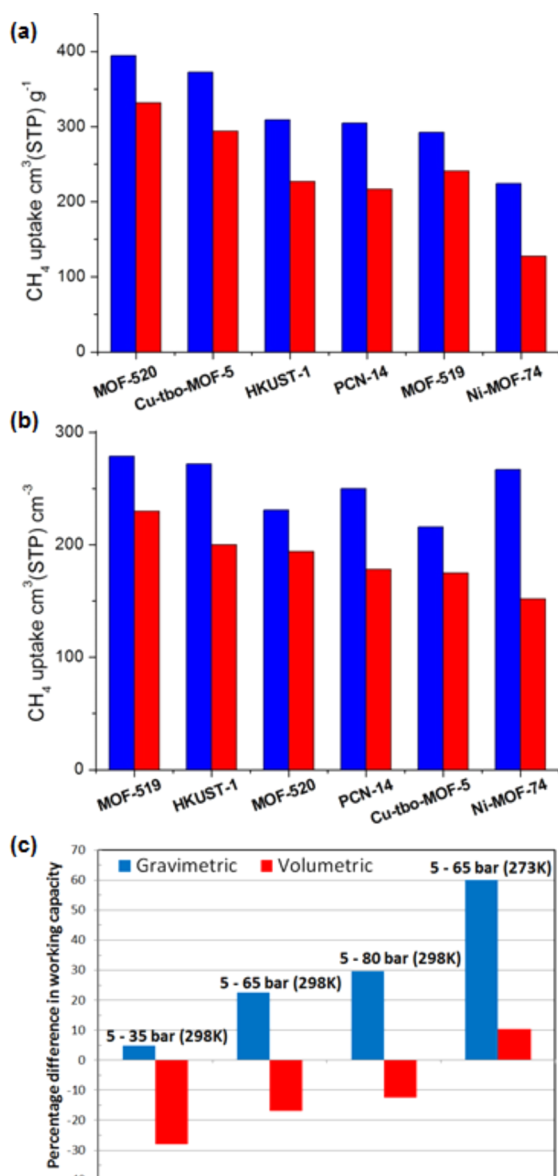 (a)
CH₄ uptake cm³(STP) g⁻¹
400
300
200
100
0
MOF-520
Cu-tbo-MOF-5
HKUST-1
PCN-14
MOF-519
Ni-MOF-74
(b)
CH₄ uptake cm³(STP) cm⁻³
300
200
100
0
MOF-519
HKUST-1
MOF-520
PCN-14
Cu-tbo-MOF-5
Ni-MOF-74
(c)
Percentage difference in working capacity
70
60
50
40
30
20
10
0
-10
-20
-30
Gravimetric
Volumetric
5 - 35 bar (298K)
5 - 65 bar (298K)
5 - 80 bar (298K)
5 - 65 bar (273K)